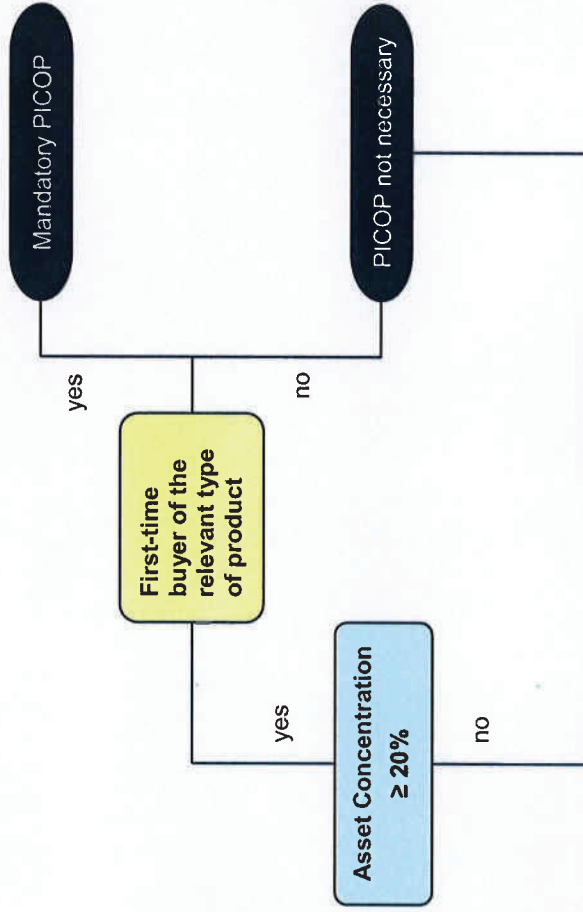 Asset Concentration
≥ 20%
yes
no
First-time
buyer of the
relevant type
of product
yes
no
Mandatory PICOP
PICOP not necessary